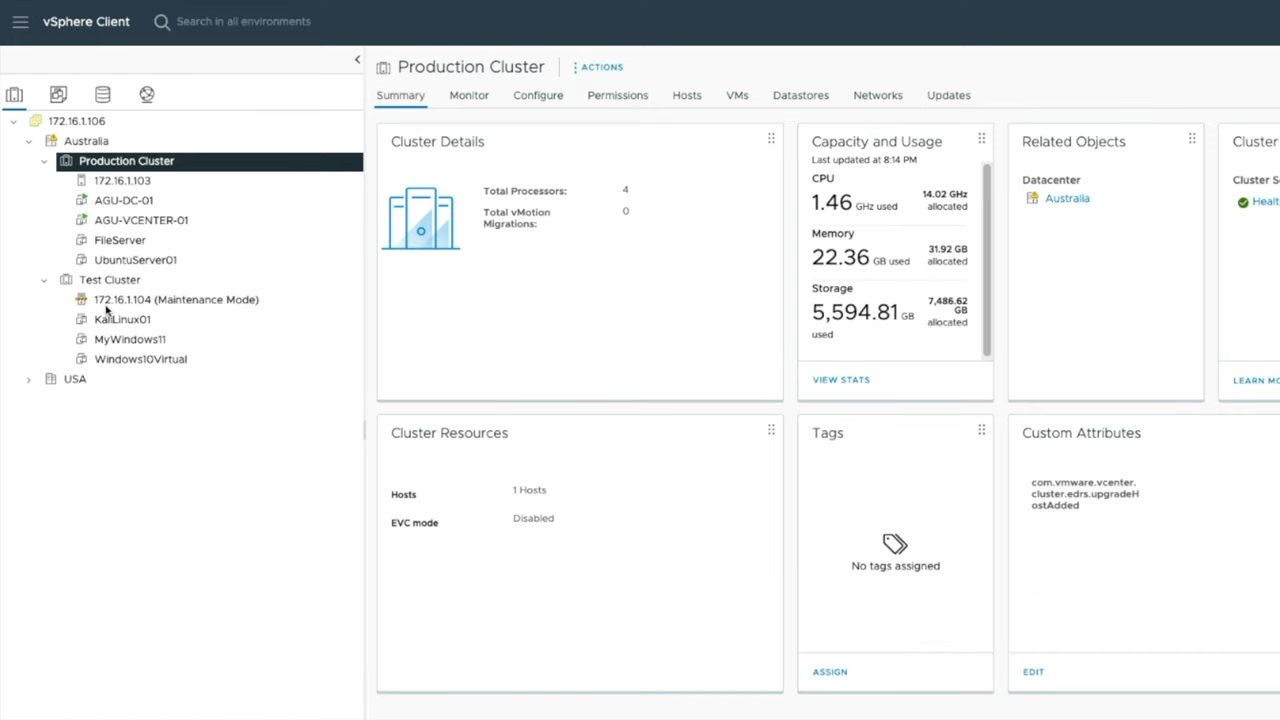 vSphere Client
Search in all environments
172.16.1.106
Australia
Production Cluster
172.16.1.103
AGU-DC-01
AGU-VCENTER-01
FileServer
UbuntuServer01
Test Cluster
172.16.1.104 (Maintenance Mode)
KaliLinux01
MyWindows11
Windows10Virtual
USA
Production Cluster
ACTIONS
Summary
Monitor
Configure
Permissions
Hosts
VMs
Datastores
Networks
Updates
Cluster Details
Total Processors: 4
Total vMotion 0
Migrations:
Capacity and Usage
Last updated at 8:14 PM
CPU
1.46 GHz used 14.02 GHz
allocated
Memory
22.36 GB used 31.92 GB
allocated
Storage
5,594.81 GB 7,486.62
GB
used allocated
VIEW STATS
Related Objects
Datacenter
Australia
Cluster
Cluster S
Healt
LEARN MO
Cluster Resources
Hosts 1 Hosts
EVC mode Disabled
Tags
No tags assigned
ASSIGN
Custom Attributes
com.vmware.vcenter.
cluster.edrs.upgradeH
ostAdded
EDIT